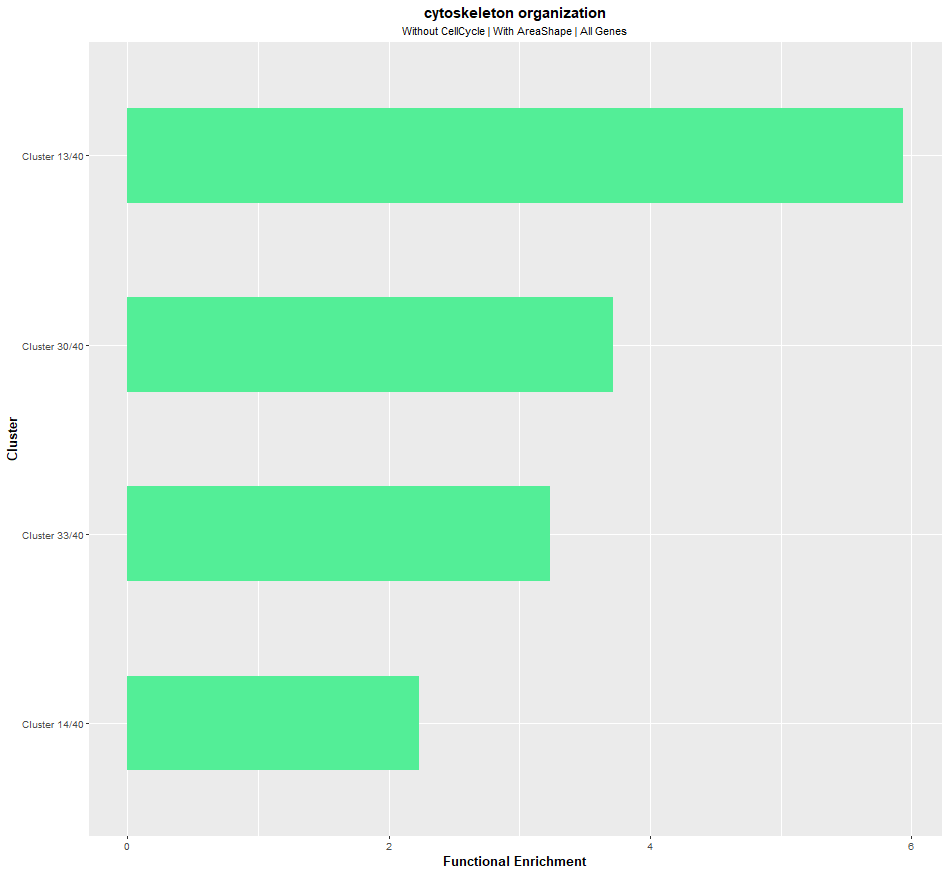 cytoskeleton organization
Without CellCycle | With AreaShape | All Genes
Cluster 13/40
Cluster 30/40
Cluster 33/40
Cluster 14/40
Cluster
0 2 4 6
Functional Enrichment